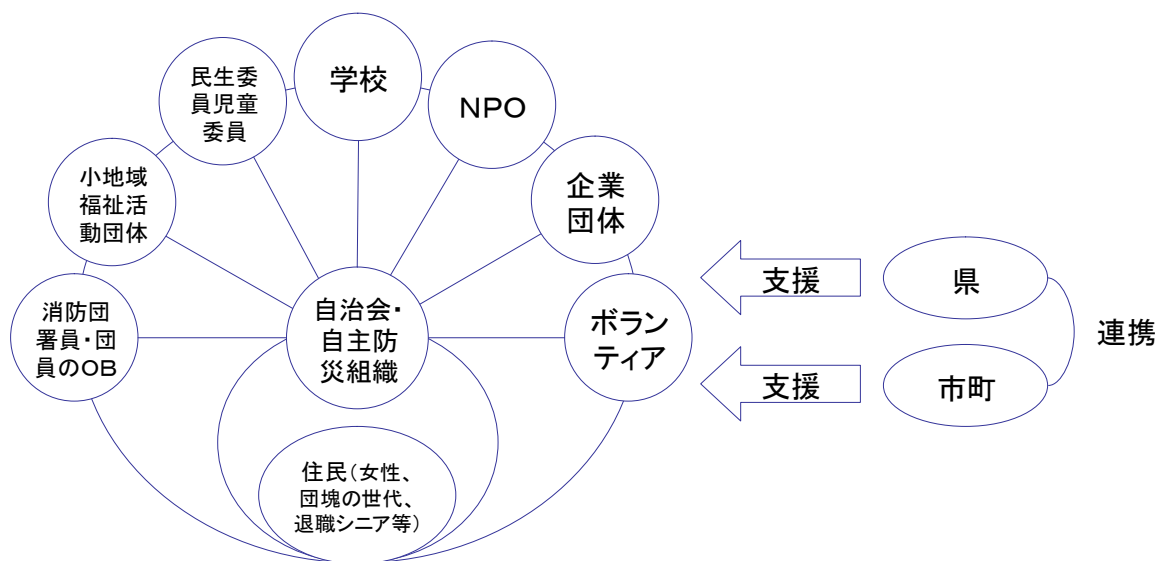 学校
民生委
員児童
委員
NPO
小地域
福祉活
動団体
企業
団体
消防団
署員・団
員のOB
自治会・
自主防
災組織
ボラン
ティア
住民(女性、
団塊の世代、
退職シニア等)
支援
県
連携
支援
市町